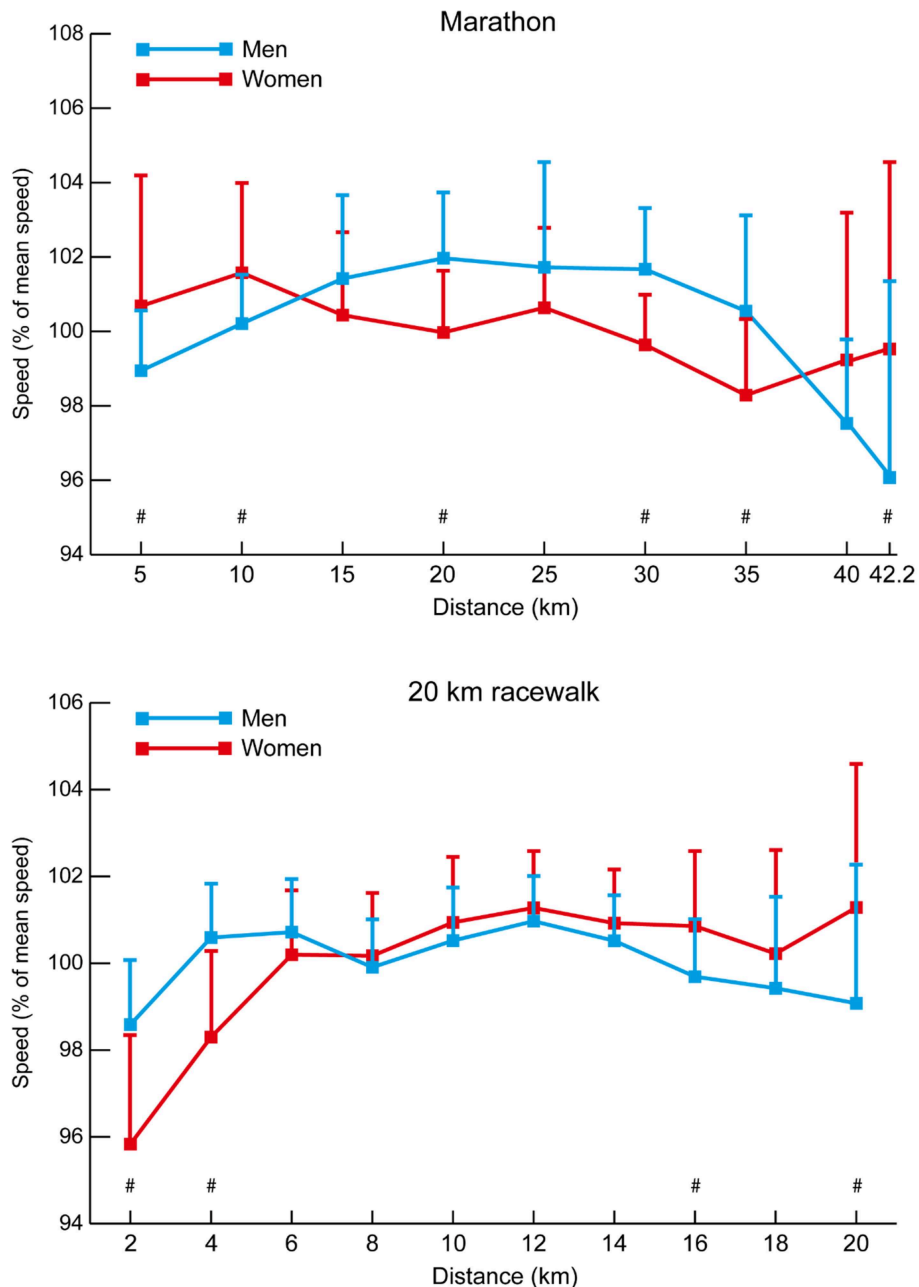 Marathon
108
Men
Women
106
104
102
100
98
96
94
Speed (% of mean speed)
# # # # # #
5 10 15 20 25 30 35 40 42.2
Distance (km)
20 km racewalk
106
Men
Women
104
102
100
98
96
94
Speed (% of mean speed)
# # # #
2 4 6 8 10 12 14 16 18 20
Distance (km)